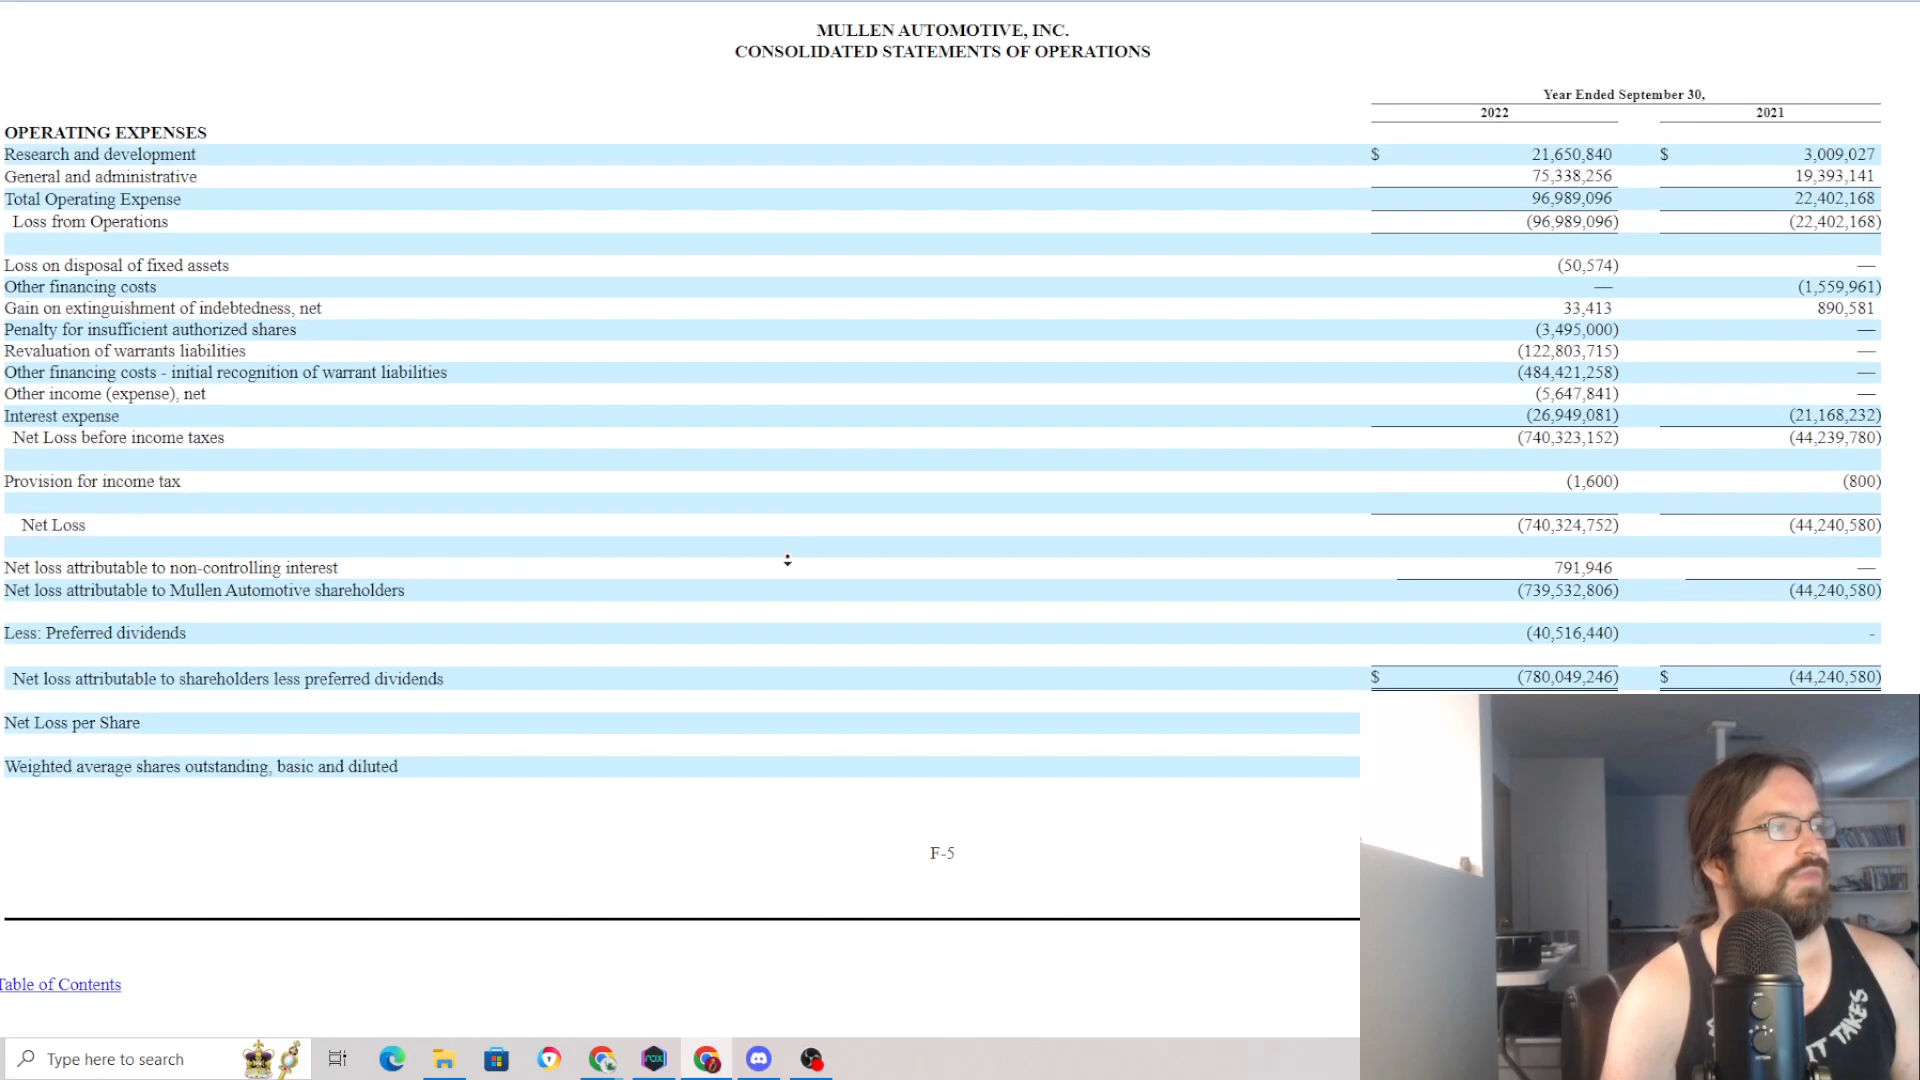 MULLEN AUTOMOTIVE, INC.
CONSOLIDATED STATEMENTS OF OPERATIONS
Year Ended September 30,
2022 2021
OPERATING EXPENSES
Research and development $ 21,650,840 $ 3,009,027
General and administrative 75,338,256 19,393,141
Total Operating Expense 96,989,096 22,402,168
Loss from Operations (96,989,096) (22,402,168)
Loss on disposal of fixed assets (50,574) —
Other financing costs — (1,559,961)
Gain on extinguishment of indebtedness, net 33,413 890,581
Penalty for insufficient authorized shares (3,495,000) —
Revaluation of warrants liabilities (122,803,715) —
Other financing costs - initial recognition of warrant liabilities (484,421,258) —
Other income (expense), net (5,647,841) —
Interest expense (26,949,081) (21,168,232)
Net Loss before income taxes (740,323,152) (44,239,780)
Provision for income tax (1,600) (800)
Net Loss (740,324,752) (44,240,580)
Net loss attributable to non-controlling interest 791,946 —
Net loss attributable to Mullen Automotive shareholders (739,532,806) (44,240,580)
Less: Preferred dividends (40,516,440) -
Net loss attributable to shareholders less preferred dividends $ (780,049,246) $ (44,240,580)
Net Loss per Share
Weighted average shares outstanding, basic and diluted
F-5
Table of Contents
Type here to search
IT TAKES